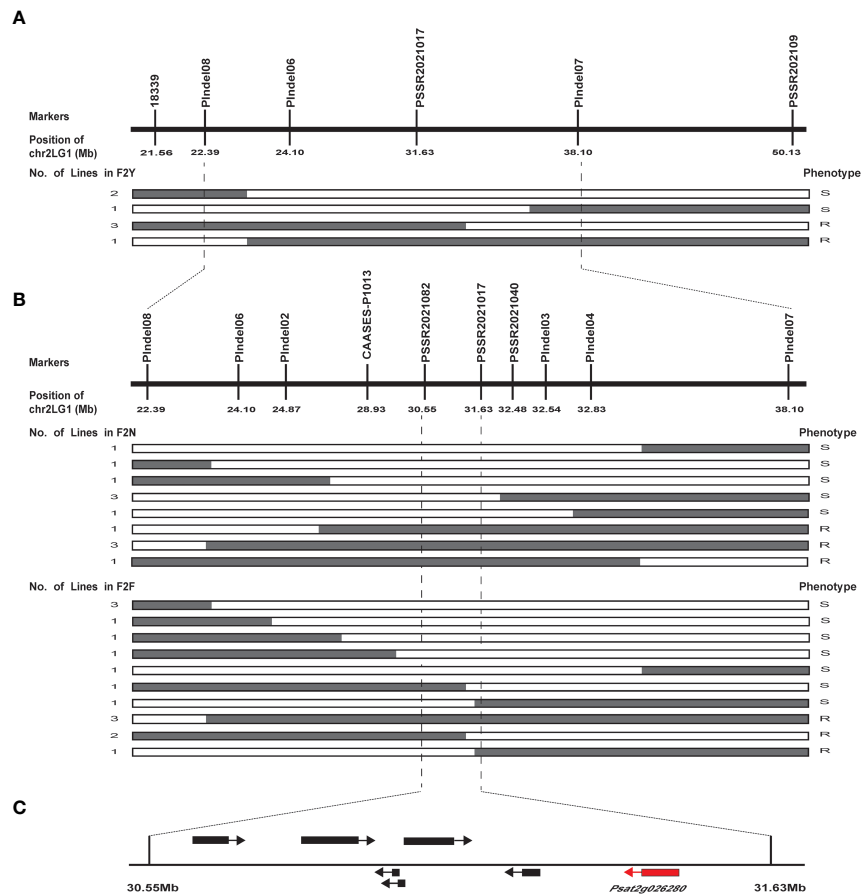 A
18339
PIndel08
PIndel06
PSSR2021017
PIndel07
PSSR202109
Markers
Position of
chr2LG1 (Mb)
21.56 22.39 24.10 31.63 38.10 50.13
No. of Lines in F2Y
Phenotype
2 S
1 S
3 R
1 R
B
PIndel08
PIndel06
PIndel02
CAASES-P1013
PSSR2021082
PSSR2021017
PSSR2021040
PIndel03
PIndel04
PIndel07
Markers
Position of
chr2LG1 (Mb)
22.39 24.10 24.87 28.93 30.55 31.63 32.48 32.54 32.83 38.10
No. of Lines in F2N
Phenotype
1 S
1 S
1 S
3 S
1 S
1 R
3 R
1 R
No. of Lines in F2F
Phenotype
3 S
1 S
1 S
1 S
1 S
1 S
1 S
3 R
2 R
1 R
C
30.55Mb
Psat2g026280
31.63Mb